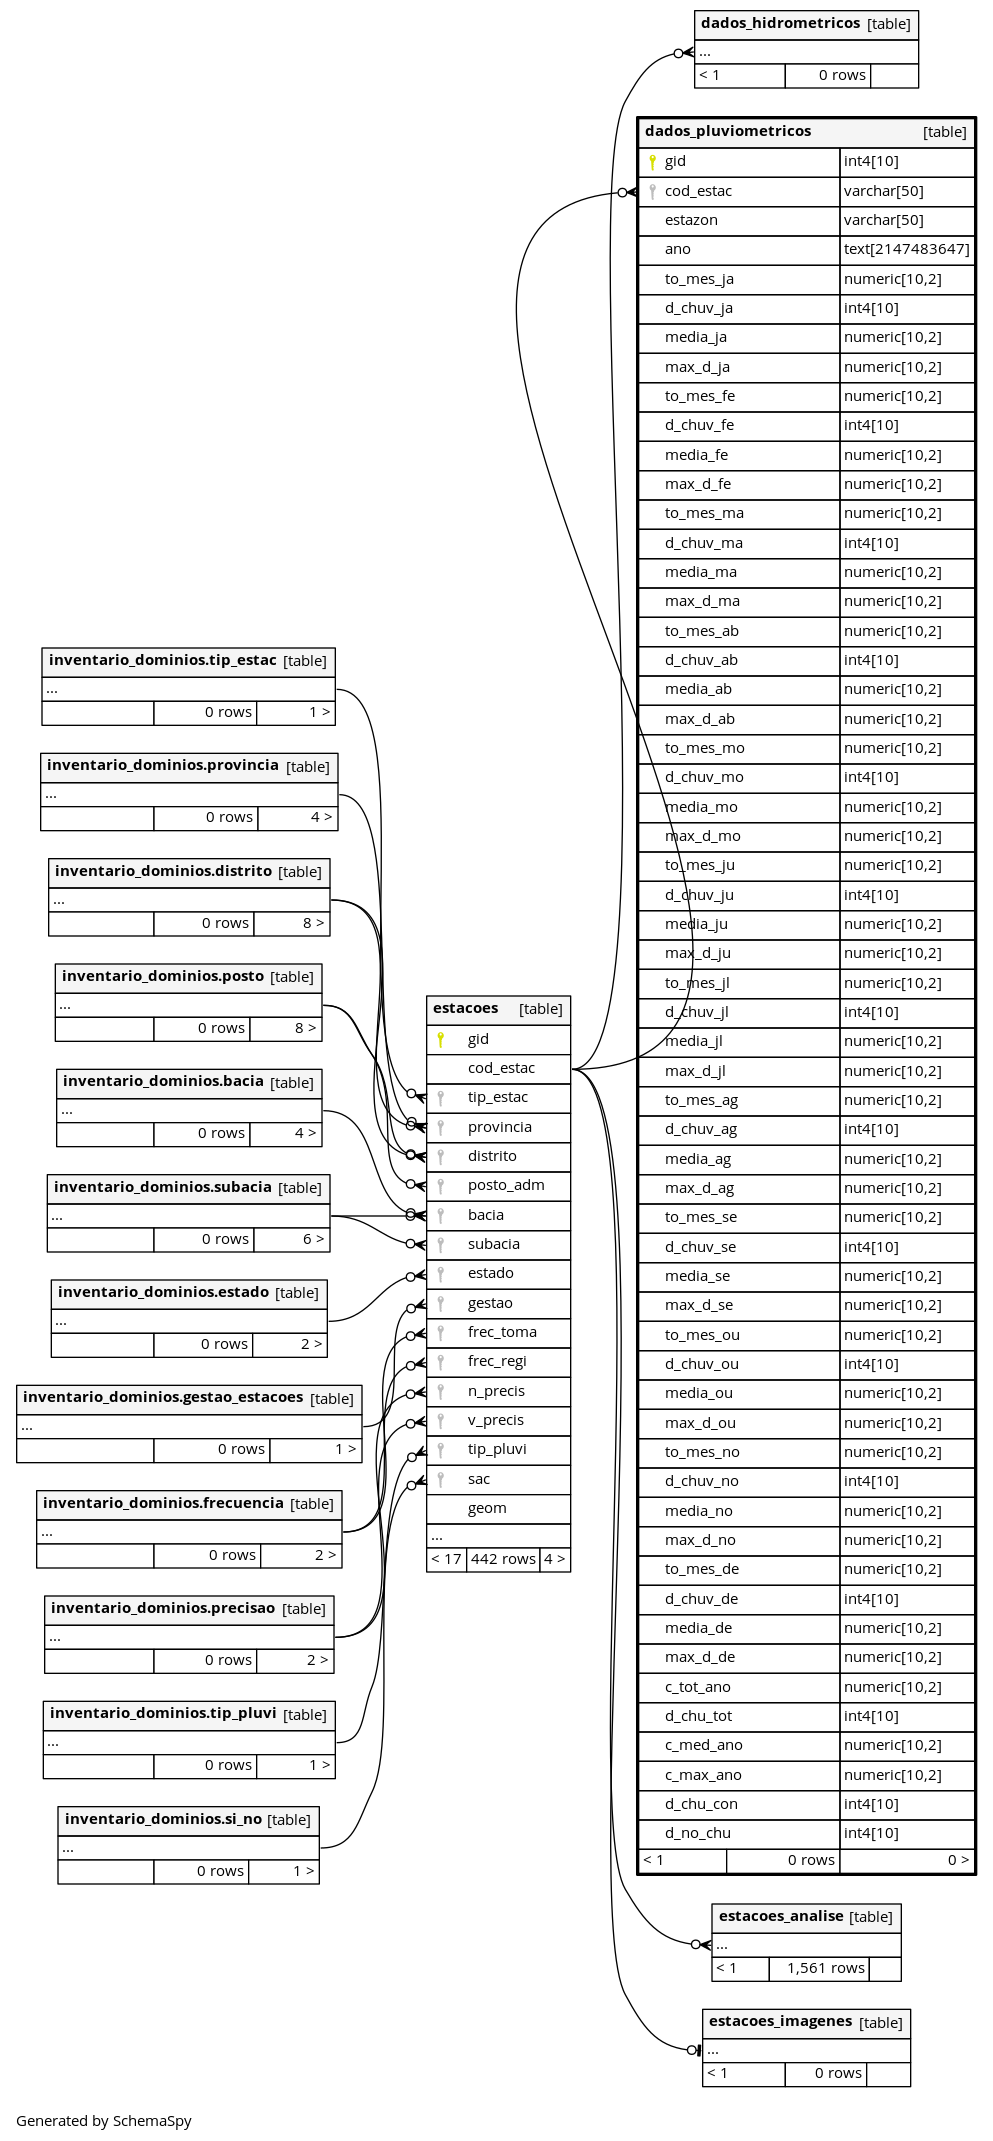 dados_hidrometricos [table]
...
< 1 0 rows
dados_pluviometricos [table]
gid int4[10]
cod_estac varchar[50]
estazon varchar[50]
ano text[2147483647]
to_mes_ja numeric[10,2]
d_chuv_ja int4[10]
media_ja numeric[10,2]
max_d_ja numeric[10,2]
to_mes_fe numeric[10,2]
d_chuv_fe int4[10]
media_fe numeric[10,2]
max_d_fe numeric[10,2]
to_mes_ma numeric[10,2]
d_chuv_ma int4[10]
media_ma numeric[10,2]
max_d_ma numeric[10,2]
to_mes_ab numeric[10,2]
d_chuv_ab int4[10]
media_ab numeric[10,2]
max_d_ab numeric[10,2]
to_mes_mo numeric[10,2]
d_chuv_mo int4[10]
media_mo numeric[10,2]
max_d_mo numeric[10,2]
to_mes_ju numeric[10,2]
d_chuv_ju int4[10]
media_ju numeric[10,2]
max_d_ju numeric[10,2]
to_mes_jl numeric[10,2]
d_chuv_jl int4[10]
media_jl numeric[10,2]
max_d_jl numeric[10,2]
to_mes_ag numeric[10,2]
d_chuv_ag int4[10]
media_ag numeric[10,2]
max_d_ag numeric[10,2]
to_mes_se numeric[10,2]
d_chuv_se int4[10]
media_se numeric[10,2]
max_d_se numeric[10,2]
to_mes_ou numeric[10,2]
d_chuv_ou int4[10]
media_ou numeric[10,2]
max_d_ou numeric[10,2]
to_mes_no numeric[10,2]
d_chuv_no int4[10]
media_no numeric[10,2]
max_d_no numeric[10,2]
to_mes_de numeric[10,2]
d_chuv_de int4[10]
media_de numeric[10,2]
max_d_de numeric[10,2]
c_tot_ano numeric[10,2]
d_chu_tot int4[10]
c_med_ano numeric[10,2]
c_max_ano numeric[10,2]
d_chu_con int4[10]
d_no_chu int4[10]
< 1 0 rows 0 >
inventario_dominios.tip_estac [table]
...
0 rows 1 >
inventario_dominios.provincia [table]
...
0 rows 4 >
inventario_dominios.distrito [table]
...
0 rows 8 >
inventario_dominios.posto [table]
...
0 rows 8 >
inventario_dominios.bacia [table]
...
0 rows 4 >
inventario_dominios.subacia [table]
...
0 rows 6 >
inventario_dominios.estado [table]
...
0 rows 2 >
inventario_dominios.gestao_estacoes [table]
...
0 rows 1 >
inventario_dominios.frecuencia [table]
...
0 rows 2 >
inventario_dominios.precisao [table]
...
0 rows 2 >
inventario_dominios.tip_pluvi [table]
...
0 rows 1 >
inventario_dominios.si_no [table]
...
0 rows 1 >
estacoes [table]
gid
cod_estac
tip_estac
provincia
distrito
posto_adm
bacia
subacia
estado
gestao
frec_toma
frec_regi
n_precis
v_precis
tip_pluvi
sac
geom
...
< 17 442 rows 4 >
estacoes_analise [table]
...
< 1 1,561 rows
estacoes_imagenes [table]
...
< 1 0 rows
Generated by SchemaSpy